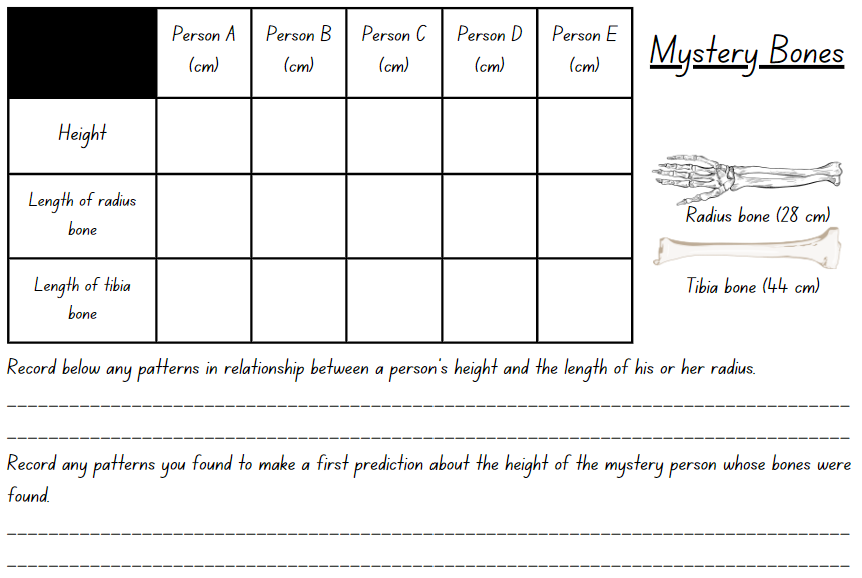 Person A Person B Person C Person D Person E
(cm) (cm) (cm) (cm) (cm)
Mystery Bones
Height
Length of radius
bone
Radius bone (28 cm)
Length of tibia
bone
Tibia bone (44 cm)
Record below any patterns in relationship between a person's height and the length of his or her radius.
Record any patterns you found to make a first prediction about the height of the mystery person whose bones were
found.